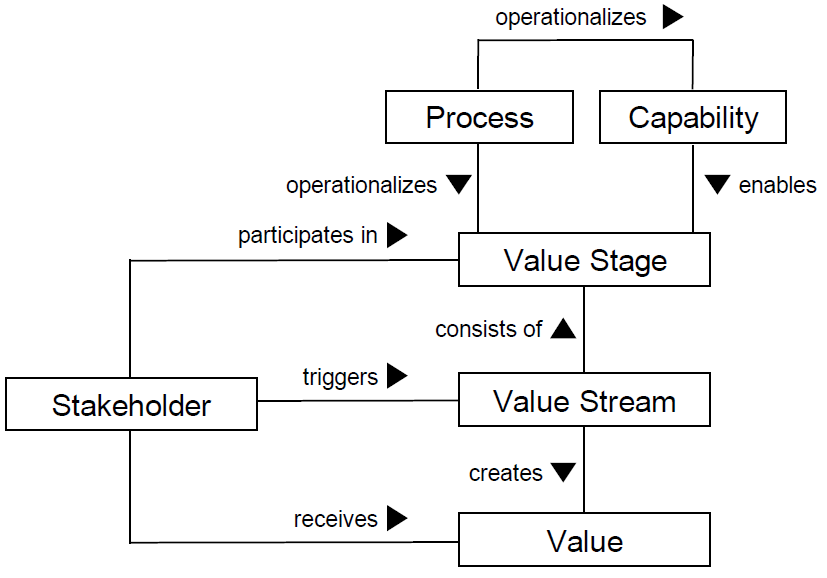 operationalizes
Process
Capability
operationalizes
enables
participates in
Value Stage
consists of
triggers
Stakeholder
Value Stream
creates
receives
Value